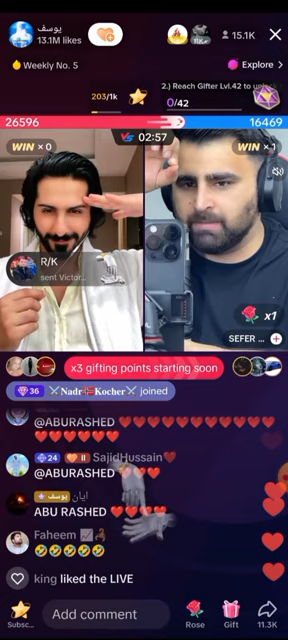 يوسف
13.1M likes
15.1K
Weekly No. 5
Explore >
203/1k
2.) Reach Gifter Lvl.42 to
0/42
26596
16469
WIN × 0
VS 02:57
WIN × 1
R/K
sent Victor...
x1
SEFER ...
x3 gifting points starting soon
36 ⚔Nadr🇳🇴Kocher⚔ joined
@ABURASHED ❤❤❤❤❤❤❤❤❤❤❤
❤❤❤❤❤❤
24 II SajidHussain❤
@ABURASHED ❤❤❤❤
يوسف ايان
ABU RASHED ❤❤❤❤
Faheem
🤣🤣🤣🤣🤣
king liked the LIVE
Subsc...
Add comment
Rose
Gift
11.3K